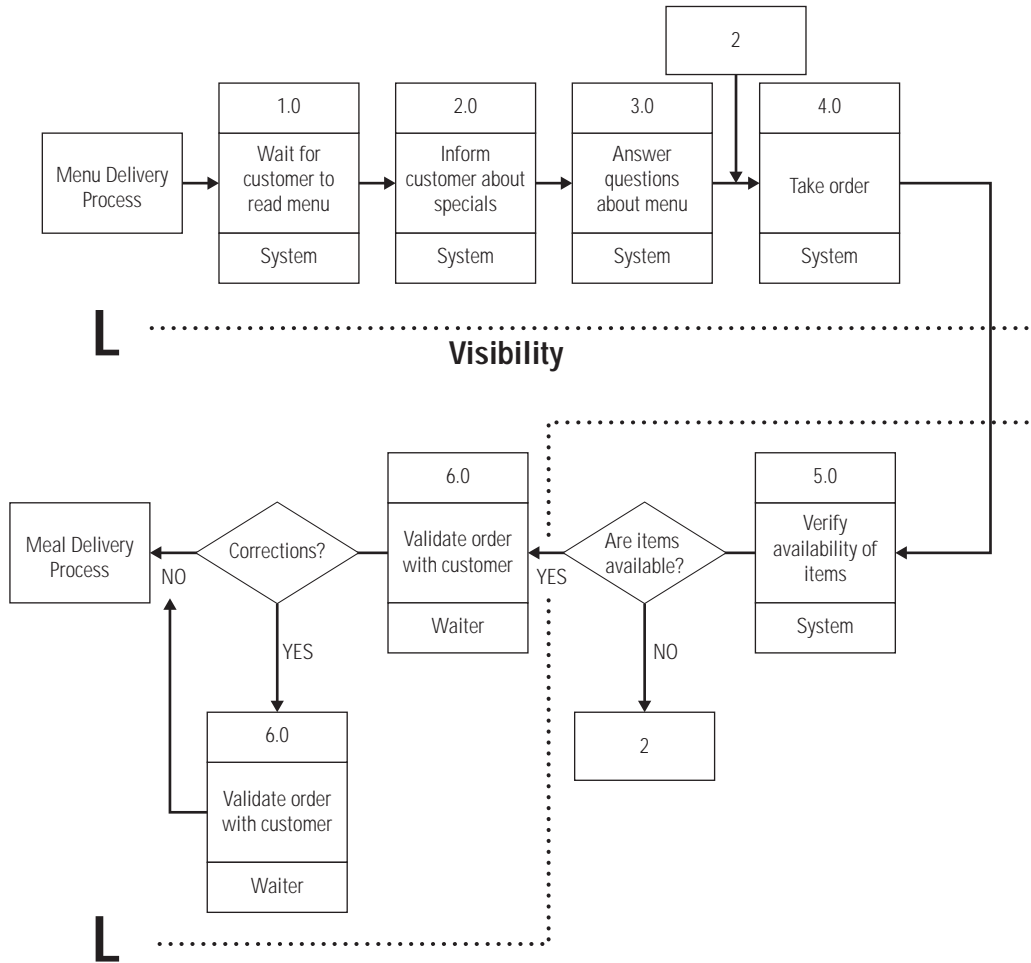 2
1.0
Wait for
customer to
read menu
System
2.0
Inform
customer about
specials
System
3.0
Answer
questions
about menu
System
4.0
Take order
System
Menu Delivery
Process
L
Visibility
Meal Delivery
Process
NO
Corrections?
YES
6.0
Validate order
with customer
Waiter
YES
Are items
available?
NO
5.0
Verify
availability of
items
System
6.0
Validate order
with customer
Waiter
2
L